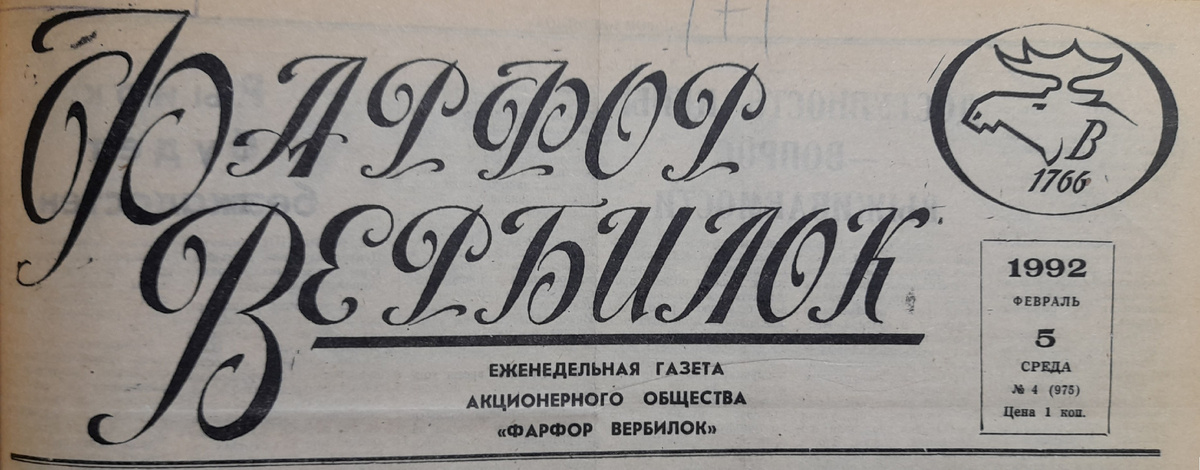 ФАРФОР
ВЕРБИЛОК
В
1766
1992
ФЕВРАЛЬ
5
СРЕДА
№ 4 (975)
Цена 1 коп.
ЕЖЕНЕДЕЛЬНАЯ ГАЗЕТА
АКЦИОНЕРНОГО ОБЩЕСТВА
«ФАРФОР ВЕРБИЛОК»